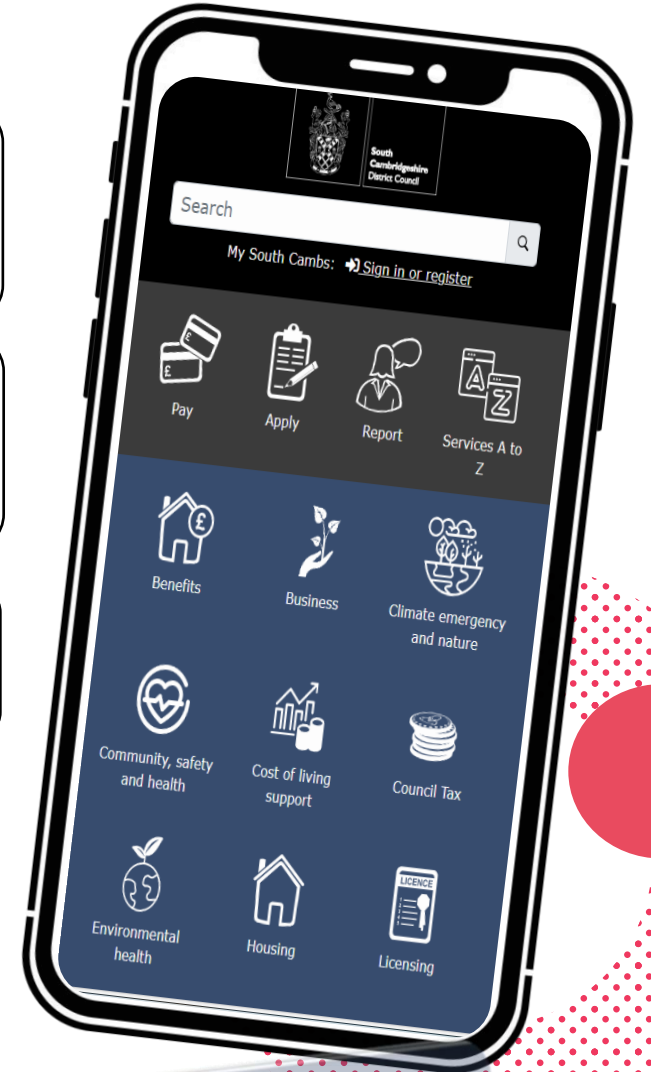 South
Cambridgeshire
District Council
Search
My South Cambs: Sign in or register
£
£
A
Z
Pay
Apply
Report
Services A to
Z
£
Benefits
Business
Climate emergency
and nature
Community, safety
and health
Cost of living
support
Council Tax
LICENCE
Environmental
health
Housing
Licensing